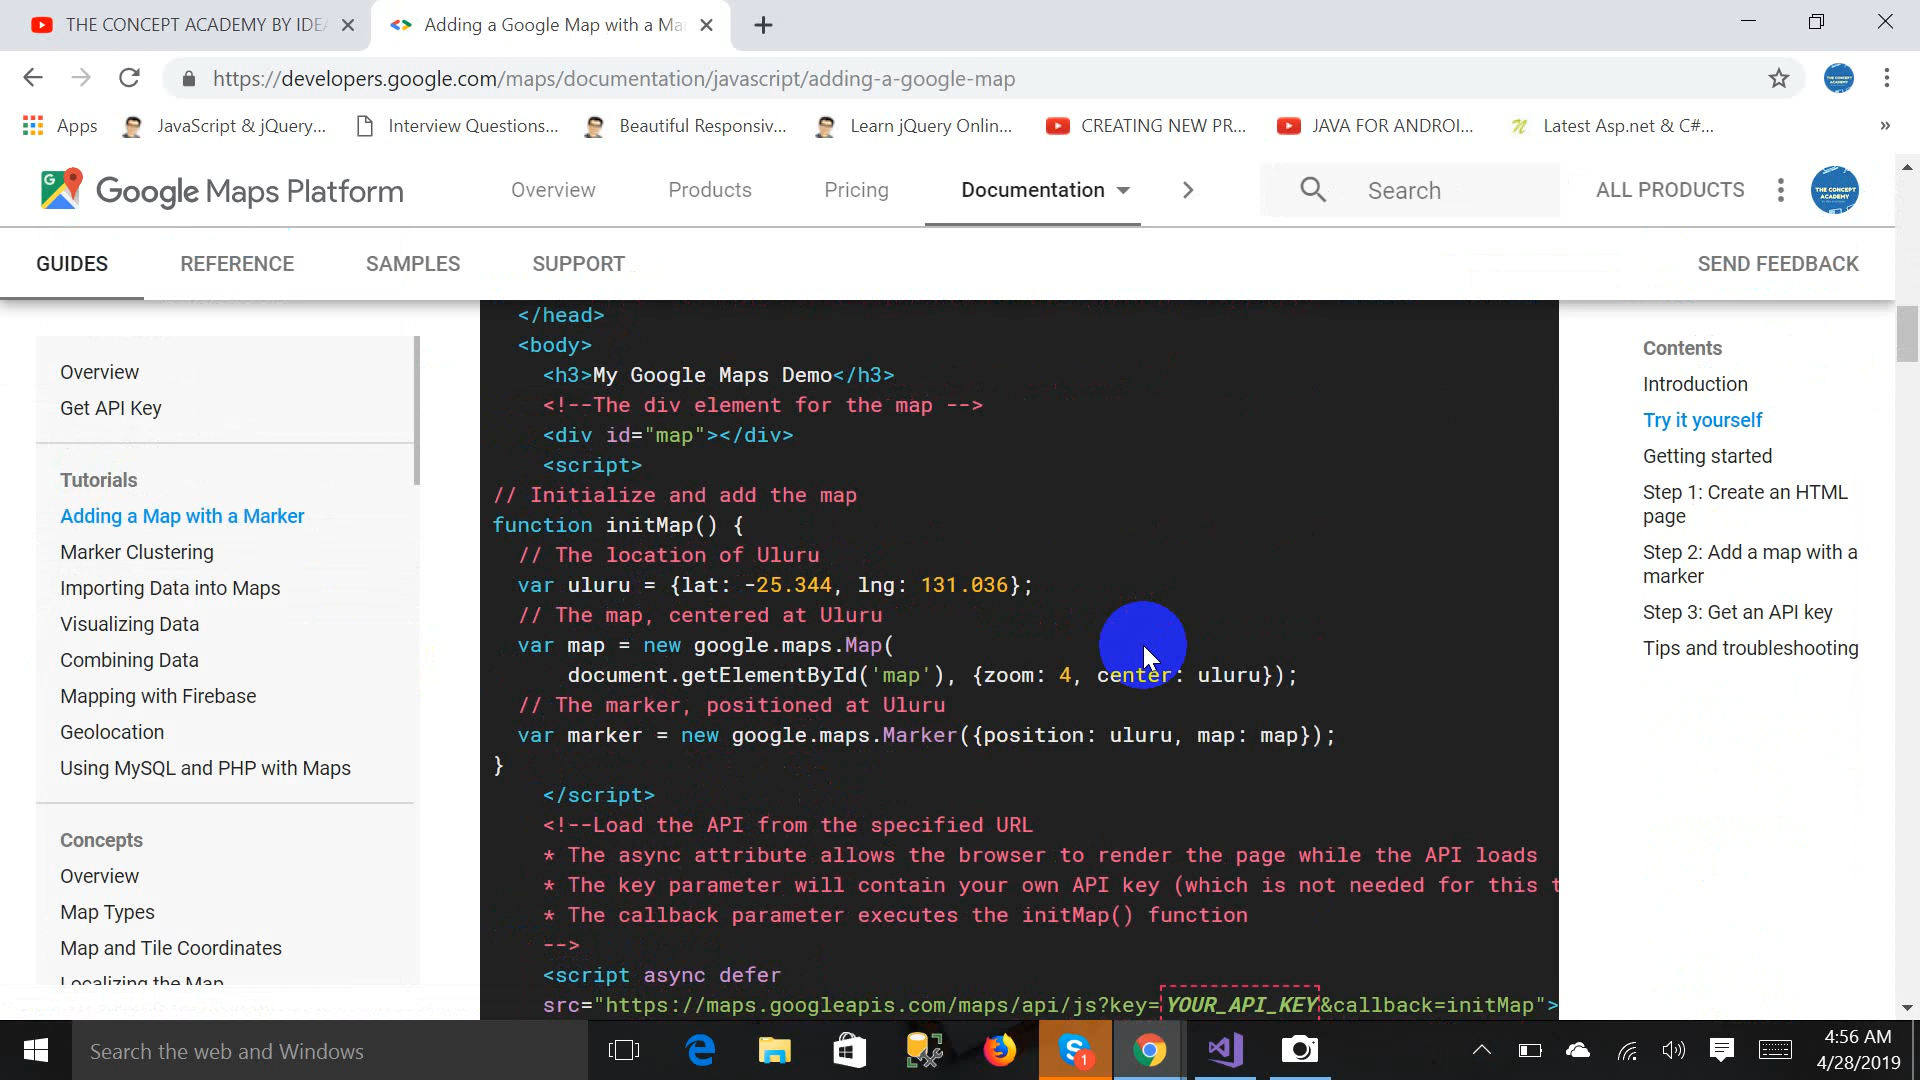 THE CONCEPT ACADEMY BY IDEA
Adding a Google Map with a Ma
https://developers.google.com/maps/documentation/javascript/adding-a-google-map
Apps
JavaScript & jQuery...
Interview Questions...
Beautiful Responsiv...
Learn jQuery Onlin...
CREATING NEW PR...
JAVA FOR ANDROI...
Latest Asp.net & C#...
»
Google Maps Platform
Overview
Products
Pricing
Documentation
Search
ALL PRODUCTS
THE CONCEPT
ACADEMY
GUIDES
REFERENCE
SAMPLES
SUPPORT
SEND FEEDBACK
Overview
Get API Key
Tutorials
Adding a Map with a Marker
Marker Clustering
Importing Data into Maps
Visualizing Data
Combining Data
Mapping with Firebase
Geolocation
Using MySQL and PHP with Maps
Concepts
Overview
Map Types
Map and Tile Coordinates
Localizing the Map
</head>
<body>
<h3>My Google Maps Demo</h3>
<!--The div element for the map -->
<div id="map"></div>
<script>
// Initialize and add the map
function initMap() {
// The location of Uluru
var uluru = {lat: -25.344, lng: 131.036};
// The map, centered at Uluru
var map = new google.maps.Map(
document.getElementById('map'), {zoom: 4, center: uluru});
// The marker, positioned at Uluru
var marker = new google.maps.Marker({position: uluru, map: map});
}
</script>
<!--Load the API from the specified URL
* The async attribute allows the browser to render the page while the API loads
* The key parameter will contain your own API key (which is not needed for this t
* The callback parameter executes the initMap() function
-->
<script async defer
src="https://maps.googleapis.com/maps/api/js?key=YOUR_API_KEY&callback=initMap">
Contents
Introduction
Try it yourself
Getting started
Step 1: Create an HTML
page
Step 2: Add a map with a
marker
Step 3: Get an API key
Tips and troubleshooting
Search the web and Windows
1
4:56 AM
4/28/2019